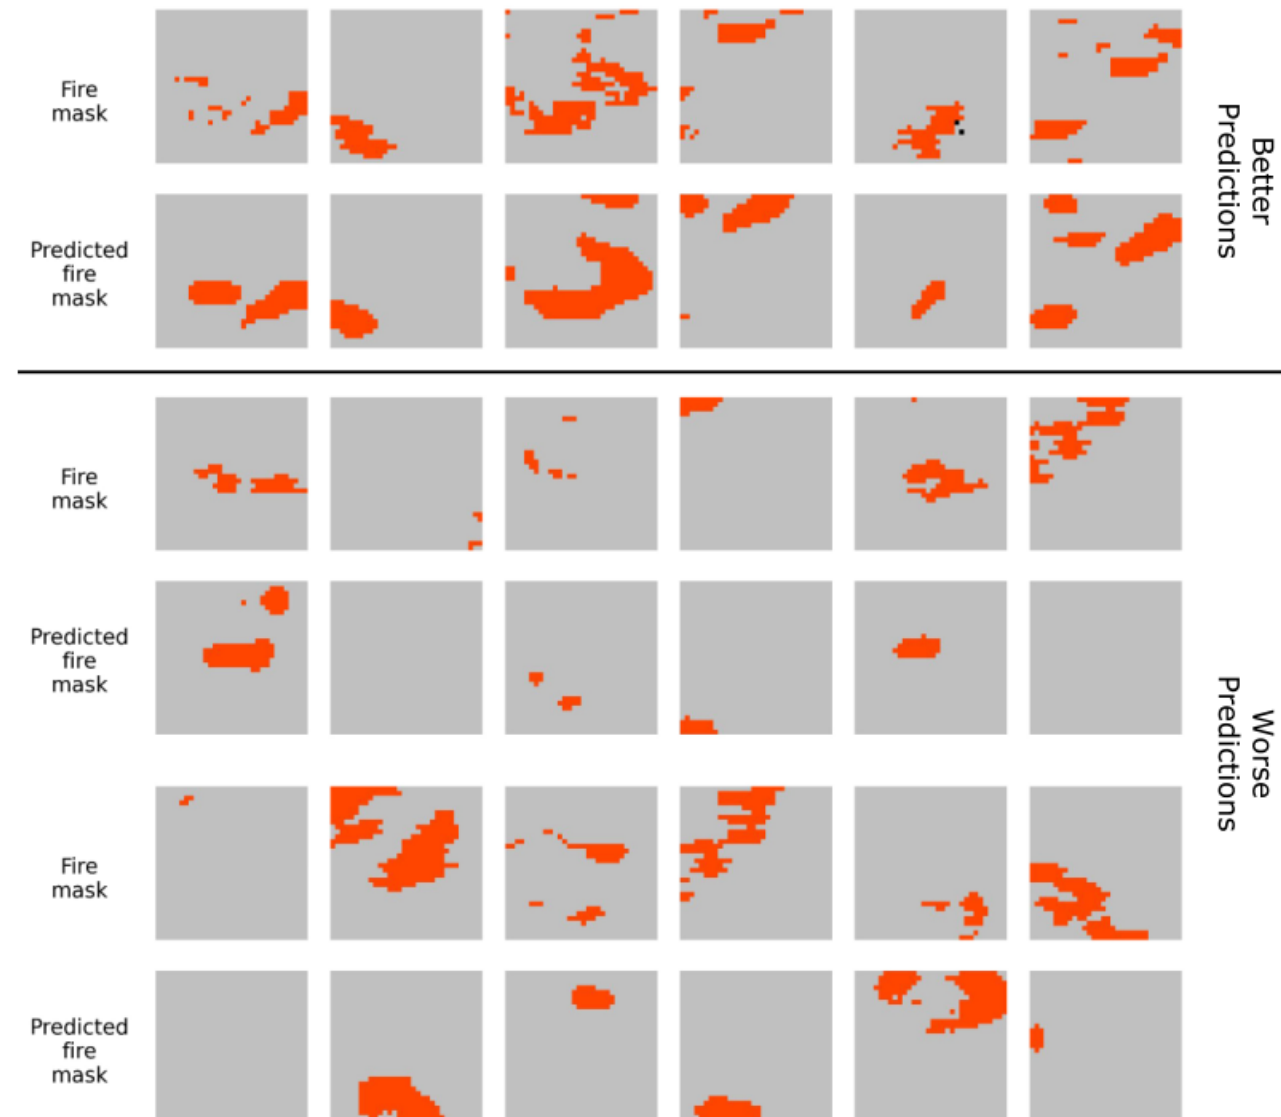 Fire
mask
Better
Predictions
Predicted
fire
mask
Fire
mask
Predicted
fire
mask
Worse
Predictions
Fire
mask
Predicted
fire
mask